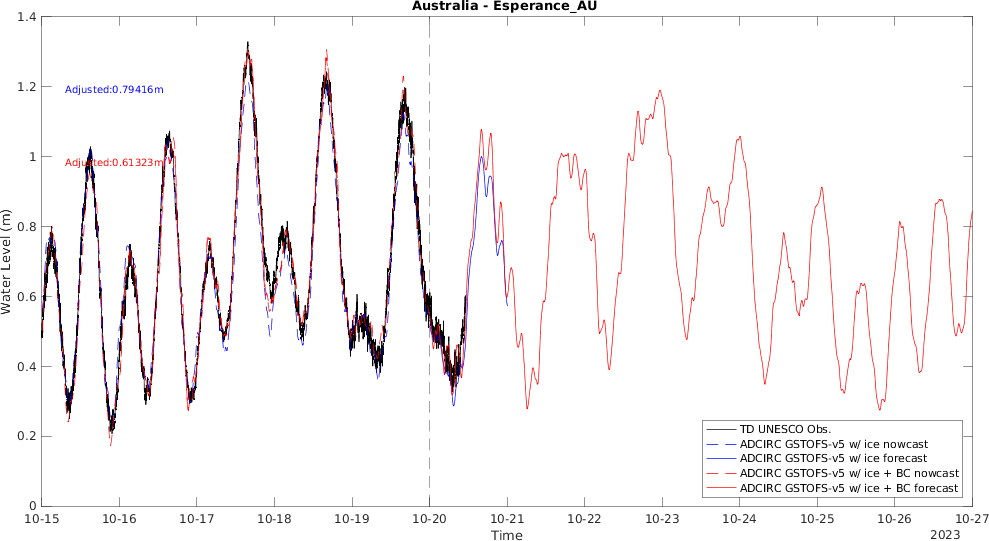 Australia - Esperance_AU
1.4
1.2
1
0.8
0.6
0.4
0.2
0
Water Level (m)
Adjusted:0.79416m
Adjusted:0.61323m
TD UNESCO Obs.
ADCIRC GSTOFS-v5 w/ ice nowcast
ADCIRC GSTOFS-v5 w/ ice forecast
ADCIRC GSTOFS-v5 w/ ice + BC nowcast
ADCIRC GSTOFS-v5 w/ ice + BC forecast
10-15 10-16 10-17 10-18 10-19 10-20 10-21 10-22 10-23 10-24 10-25 10-26 10-27
Time
2023